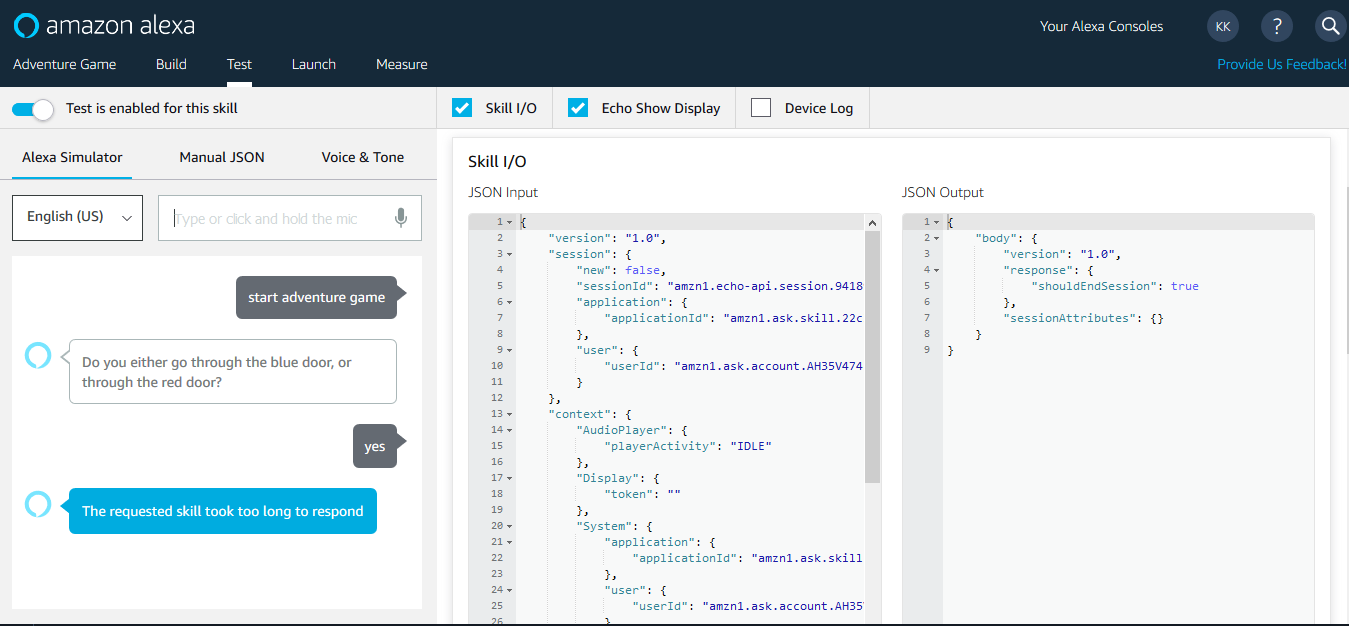 amazon alexa
Your Alexa Consoles
KK
?
Adventure Game Build Test Launch Measure
Provide Us Feedback!
Test is enabled for this skill
Skill I/O
Echo Show Display
Device Log
Alexa Simulator
Manual JSON
Voice & Tone
English (US)
Type or click and hold the mic
start adventure game
Do you either go through the blue door, or
through the red door?
yes
The requested skill took too long to respond
Skill I/O
JSON Input
1 {
2 "version": "1.0",
3 "session": {
4 "new": false,
5 "sessionId": "amzn1.echo-api.session.9418
6 "application": {
7 "applicationId": "amzn1.ask.skill.22c
8 },
9 "user": {
10 "userId": "amzn1.ask.account.AH35V474
11 }
12 },
13 "context": {
14 "AudioPlayer": {
15 "playerActivity": "IDLE"
16 },
17 "Display": {
18 "token": ""
19 },
20 "System": {
21 "application": {
22 "applicationId": "amzn1.ask.skill
23 },
24 "user": {
25 "userId": "amzn1.ask.account.AH35
26 }
JSON Output
1 {
2 "body": {
3 "version": "1.0",
4 "response": {
5 "shouldEndSession": true
6 },
7 "sessionAttributes": {}
8 }
9 }